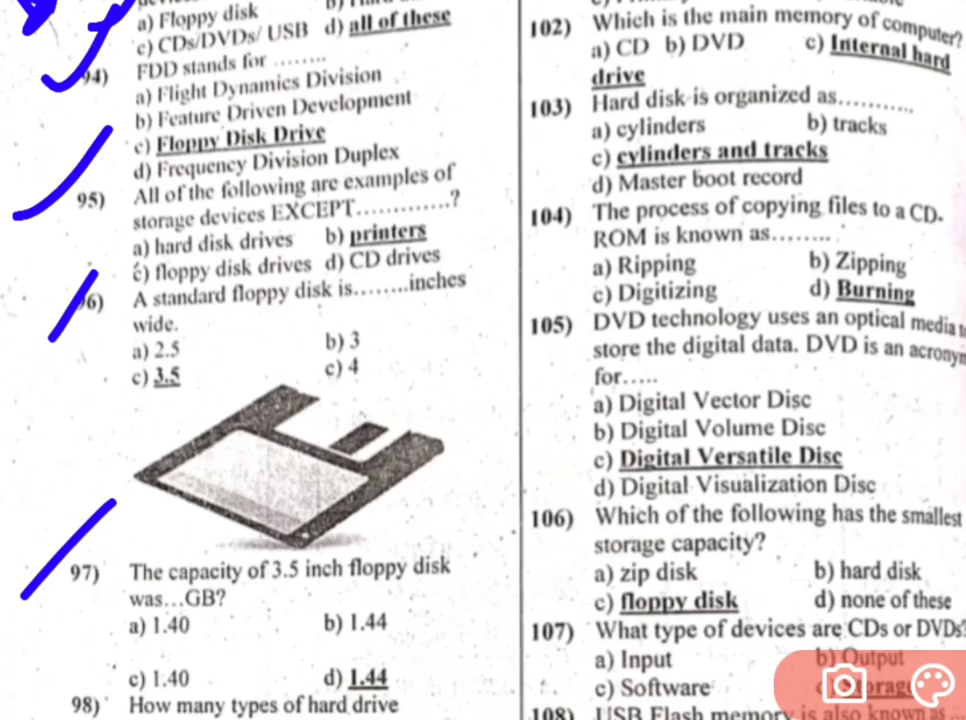 a) Floppy disk
c) CDs/DVDs/ USB d) all of these
94) FDD stands for ........
a) Flight Dynamics Division
b) Feature Driven Development
c) Floppy Disk Drive
d) Frequency Division Duplex
95) All of the following are examples of
storage devices EXCEPT.............?
a) hard disk drives b) printers
c) floppy disk drives d) CD drives
96) A standard floppy disk is........inches
wide.
a) 2.5 b) 3
c) 3.5 c) 4
97) The capacity of 3.5 inch floppy disk
was...GB?
a) 1.40 b) 1.44
c) 1.40 d) 1.44
98) How many types of hard drive
102) Which is the main memory of computer?
a) CD b) DVD c) Internal hard
drive
103) Hard disk is organized as...........
a) cylinders b) tracks
c) cylinders and tracks
d) Master boot record
104) The process of copying files to a CD-
ROM is known as........
a) Ripping b) Zipping
c) Digitizing d) Burning
105) DVD technology uses an optical media
store the digital data. DVD is an
for.....
a) Digital Vector Disc
b) Digital Volume Disc
c) Digital Versatile Disc
d) Digital Visualization Disc
106) Which of the following has the smallest
storage capacity?
a) zip disk b) hard disk
c) floppy disk d) none of these
107) What type of devices are CDs or DVDs?
a) Input b) Output
c) Software
108) USB Flash memory is also known as